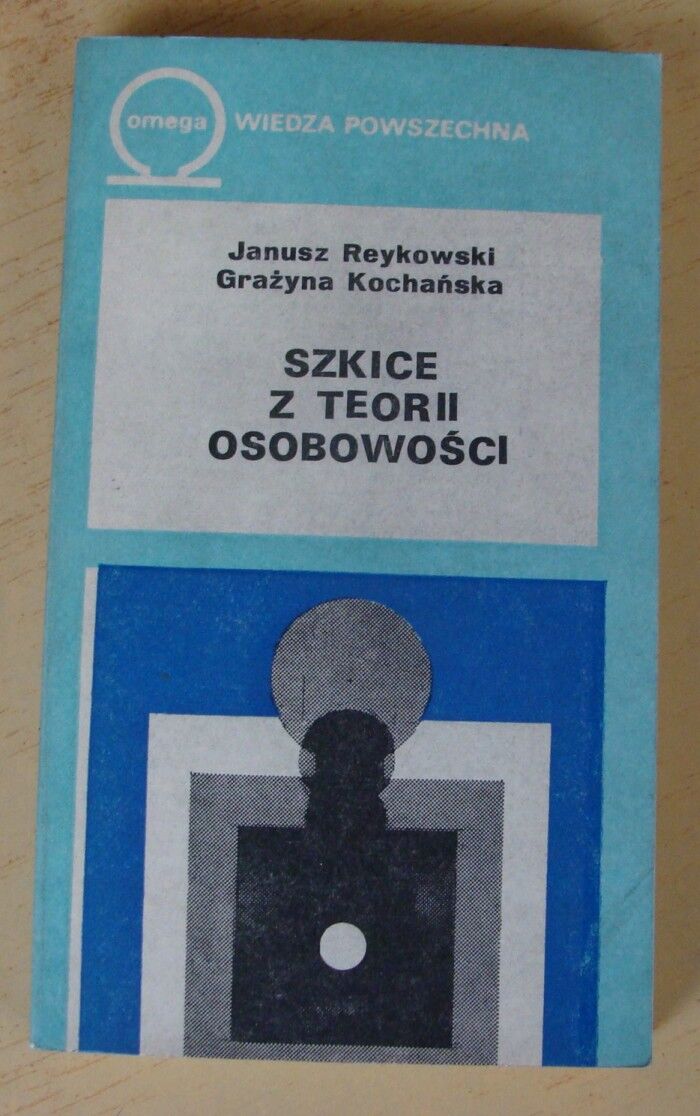 omega WIEDZA POWSZECHNA
Janusz Reykowski
Grażyna Kochańska
SZKICE
Z TEORII
OSOBOWOŚCI